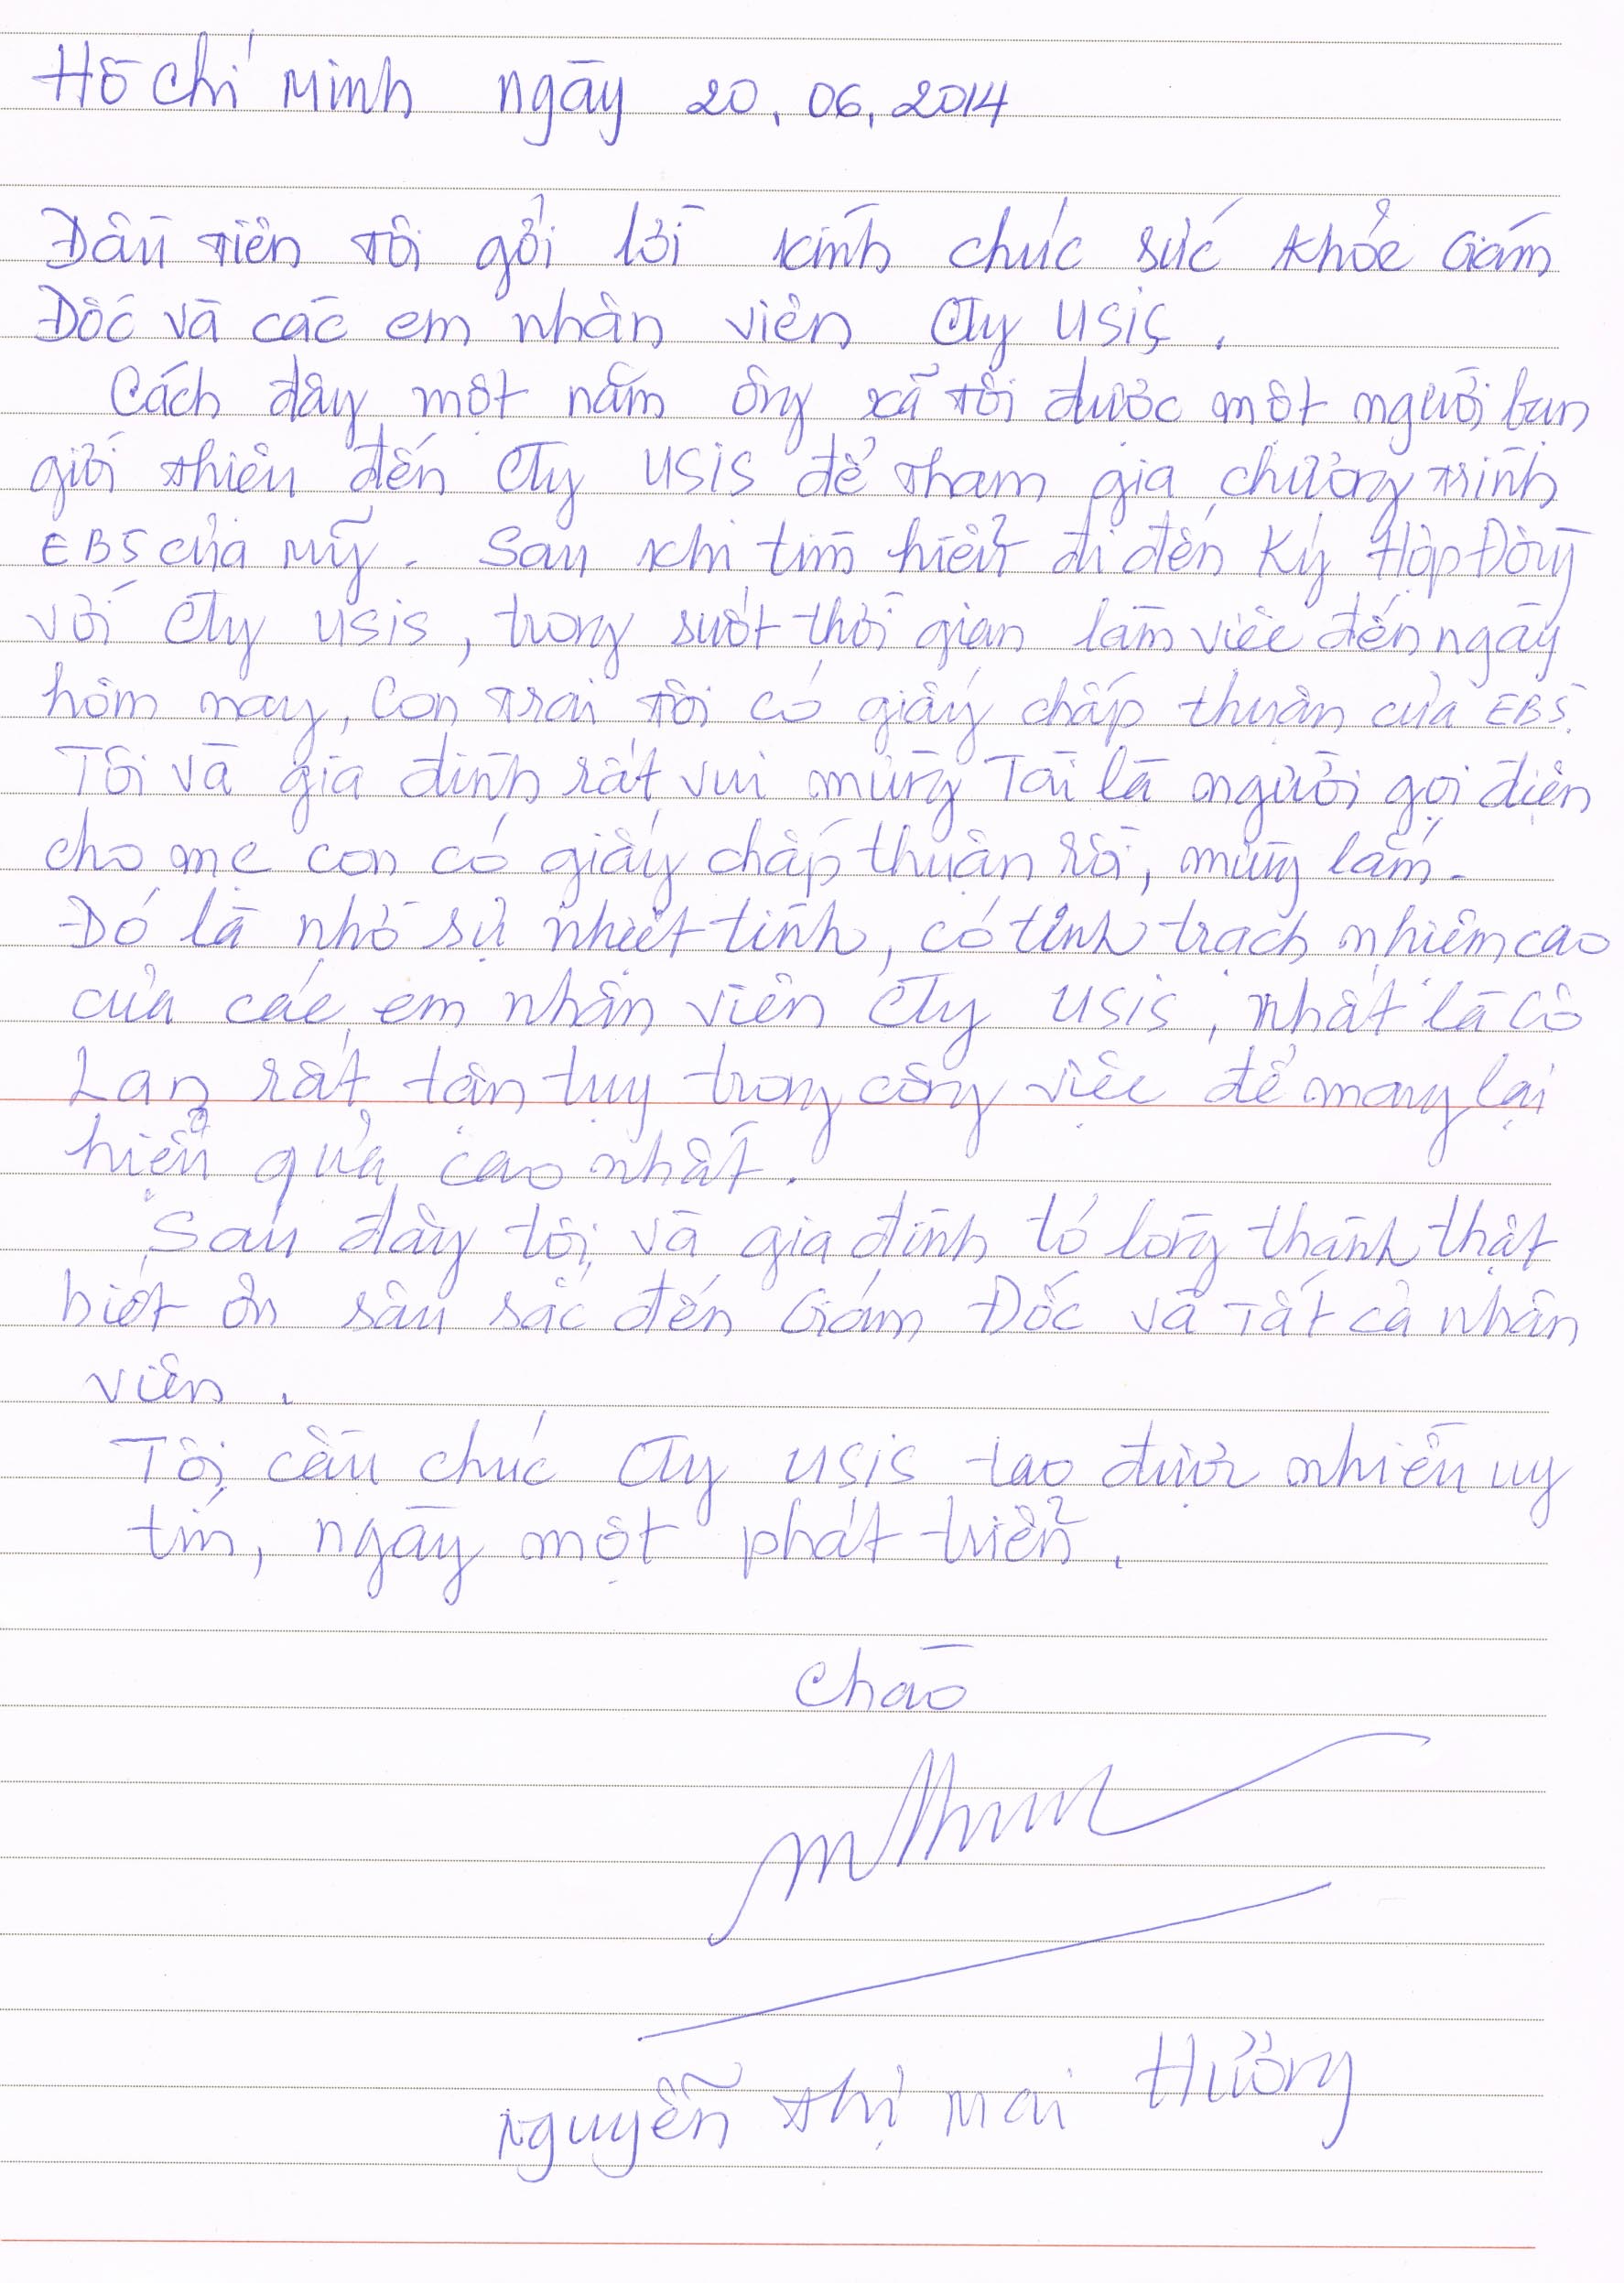 Hồ Chí Minh ngày 20.06.2014
Đầu tiên tôi gởi lời kính chúc sức khỏe Giám
Đốc và các em nhân viên Cty USiS.
Cách đây một năm ông xã tôi được một người bạn
giới thiệu đến Cty USiS để tham gia chương trình
EB5 của Mỹ. Sau khi tìm hiểu đi đến Ký Hợp Đồng
với Cty USiS, trong suốt thời gian làm việc đến ngày
hôm nay, Con trai tôi có giấy chấp thuận của EB5.
Tôi và gia đình rất vui mừng Tài là người gọi điện
cho mẹ con có giấy chấp thuận rồi, mừng lắm.
Đó là nhờ sự nhiệt tình, có tính trách nhiệm cao
của các em nhân viên Cty USiS, nhất là Cô
Lan rất tận tụy trong công việc để mang lại
hiệu quả cao nhất.
Sau đây tôi và gia đình tỏ lòng thành thật
biết ơn sâu sắc đến Giám Đốc và Tất cả nhân
viên.
Tôi cầu chúc Cty USiS tạo được nhiều uy
tín, ngày một phát triển.
Chào
Nguyễn Thị Mai Hương